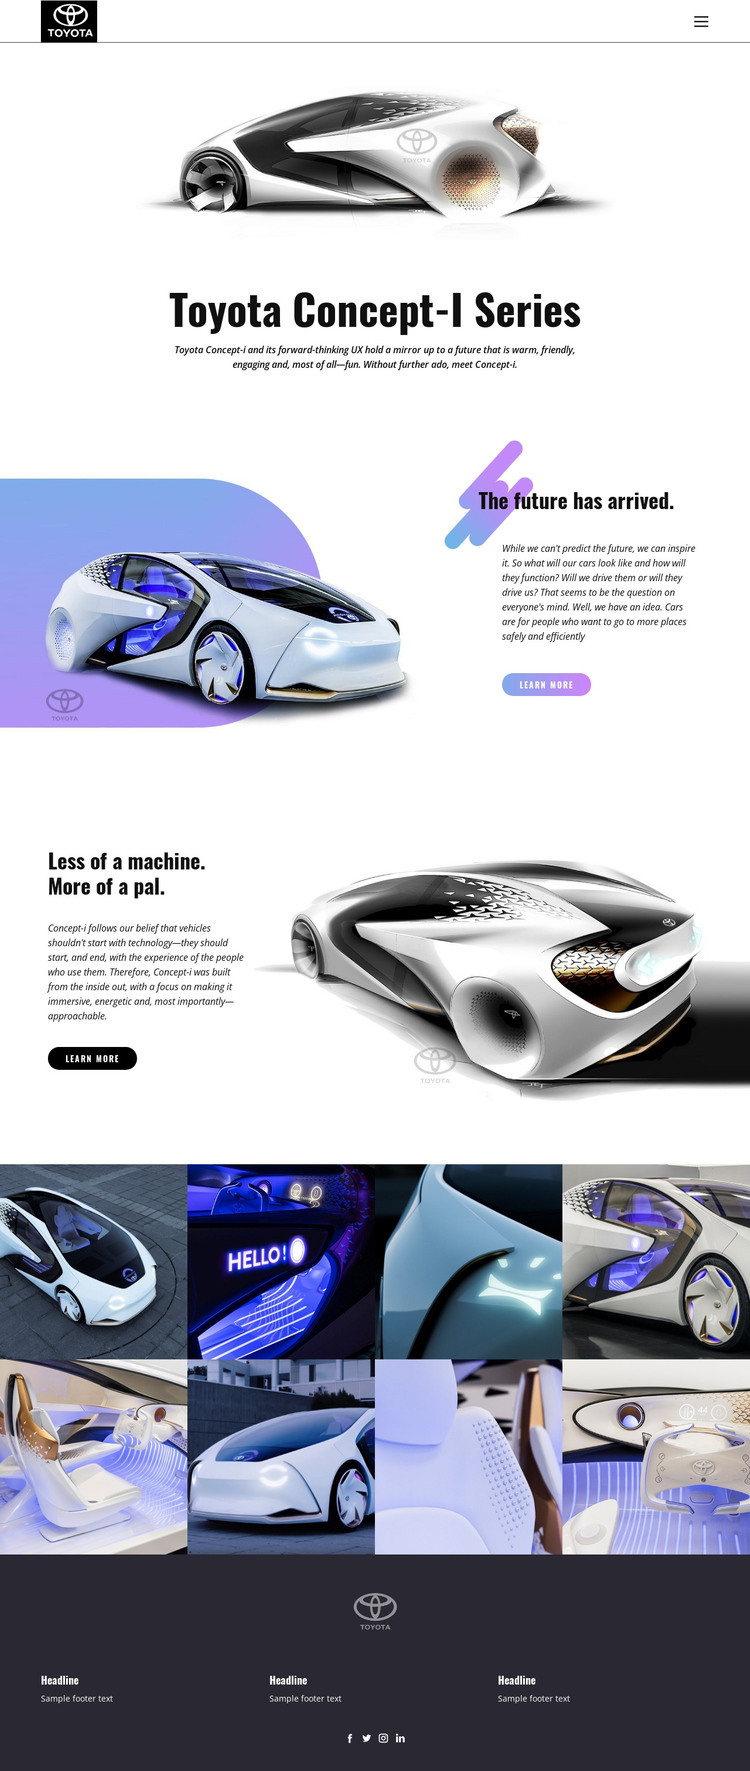 TOYOTA
TOYOTA
Toyota Concept-I Series
Toyota Concept-i and its forward-thinking UX hold a mirror up to a future that is warm, friendly,
engaging and, most of all—fun. Without further ado, meet Concept-i.
The future has arrived.
While we can't predict the future, we can inspire
it. So what will our cars look like and how will
they function? Will we drive them or will they
drive us? That seems to be the question on
everyone's mind. Well, we have an idea. Cars
are for people who want to go to more places
safely and efficiently
LEARN MORE
TOYOTA
Less of a machine.
More of a pal.
Concept-i follows our belief that vehicles
shouldn't start with technology—they should
start, and end, with the experience of the people
who use them. Therefore, Concept-i was built
from the inside out, with a focus on making it
immersive, energetic and, most importantly—
approachable.
LEARN MORE
TOYOTA
HELLO!
44
TOYOTA
Headline
Sample footer text
Headline
Sample footer text
Headline
Sample footer text